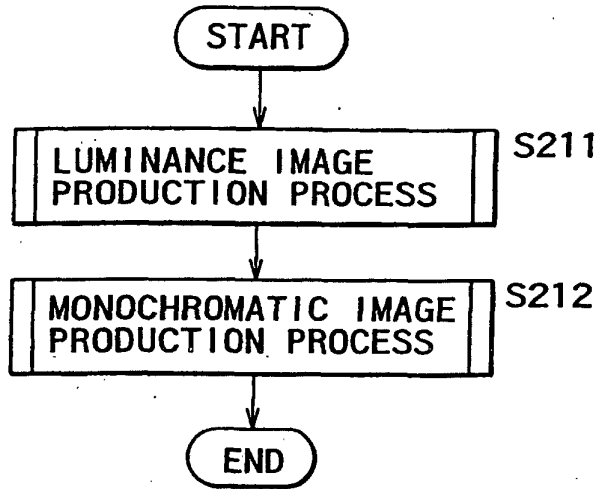 START
LUMINANCE IMAGE
PRODUCTION PROCESS
S211
MONOCHROMATIC IMAGE
PRODUCTION PROCESS
S212
END